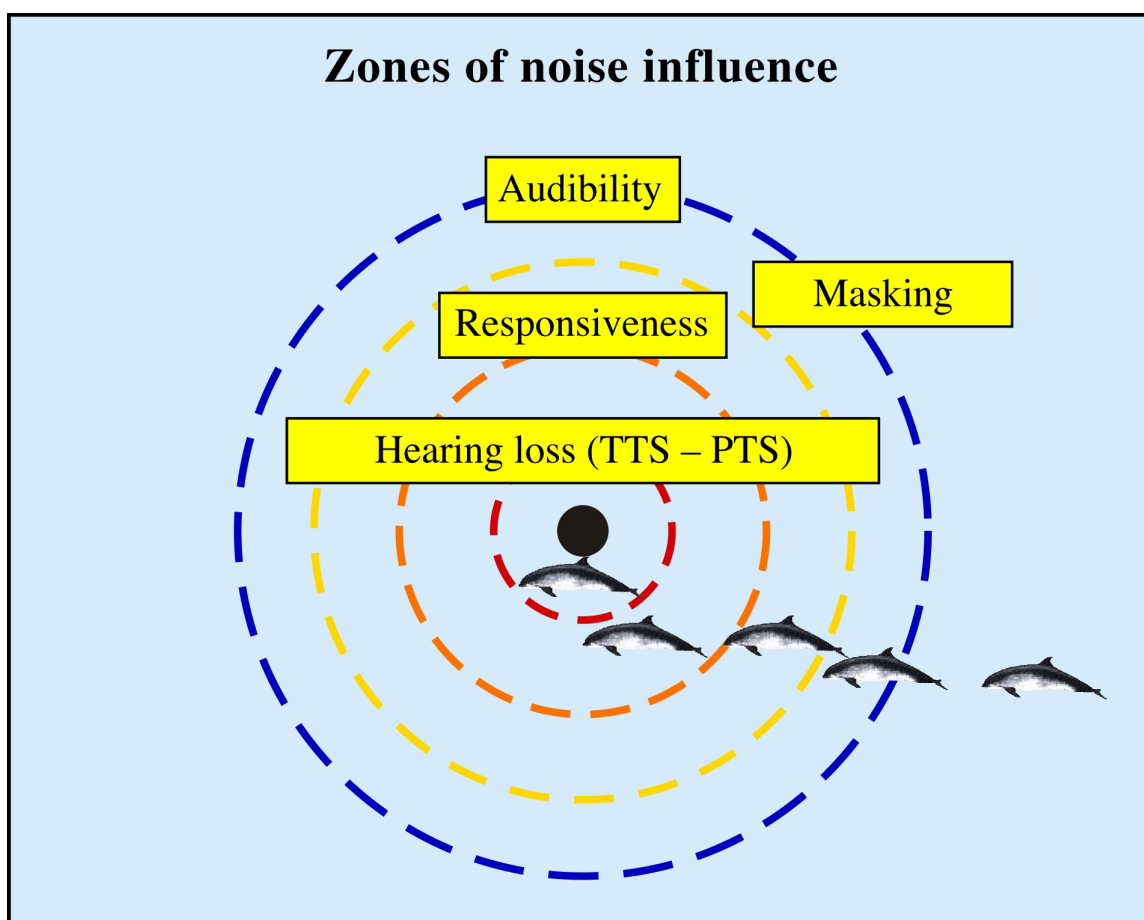 Zones of noise influence
Audibility
Masking
Responsiveness
Hearing loss (TTS – PTS)